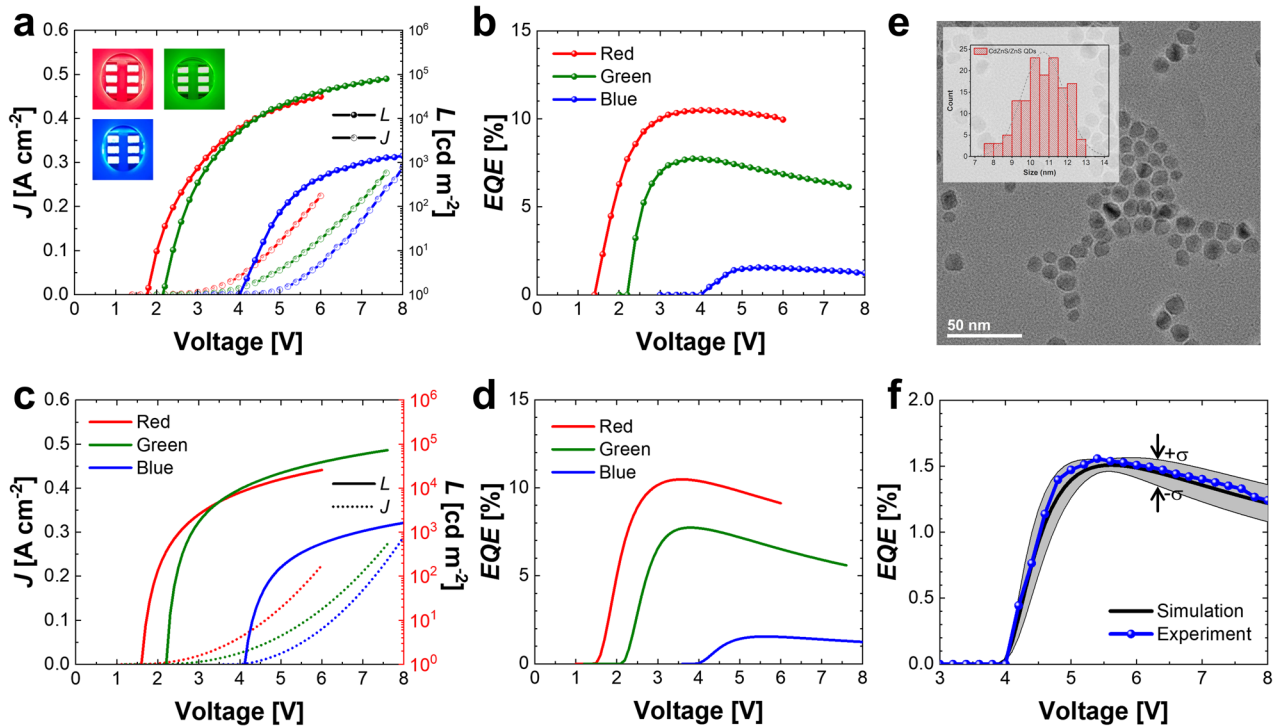 a
J [A cm-2]
0.6
0.5
0.4
0.3
0.2
0.1
0.0
L
J
10^6
10^5
10^4
10^3
10^2
10^1
10^0
L [cd m-2]
0 1 2 3 4 5 6 7 8
Voltage [V]
b
EQE [%]
15
10
5
0
Red
Green
Blue
0 1 2 3 4 5 6 7 8
Voltage [V]
e
CdZnS/ZnS QDs
Count
25
20
15
10
5
0
7 8 9 10 11 12 13 14
Size (nm)
50 nm
c
J [A cm-2]
0.6
0.5
0.4
0.3
0.2
0.1
0.0
Red
Green
Blue
L
J
10^6
10^5
10^4
10^3
10^2
10^1
10^0
L [cd m-2]
0 1 2 3 4 5 6 7 8
Voltage [V]
d
EQE [%]
15
10
5
0
Red
Green
Blue
0 1 2 3 4 5 6 7 8
Voltage [V]
f
EQE [%]
2.0
1.5
1.0
0.5
0.0
+σ
-σ
Simulation
Experiment
3 4 5 6 7 8
Voltage [V]